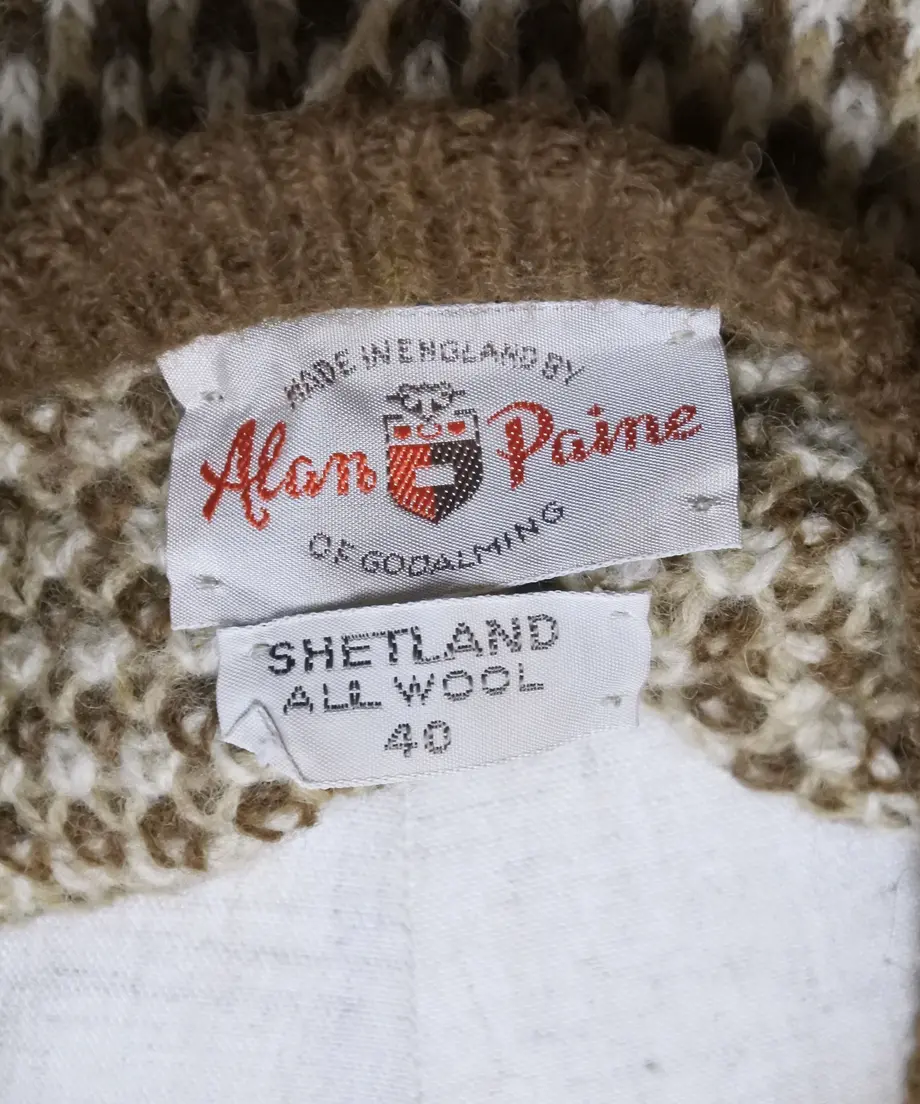 MADE IN ENGLAND BY
Alan Paine
OF GODALMING
SHETLAND
ALL WOOL
40